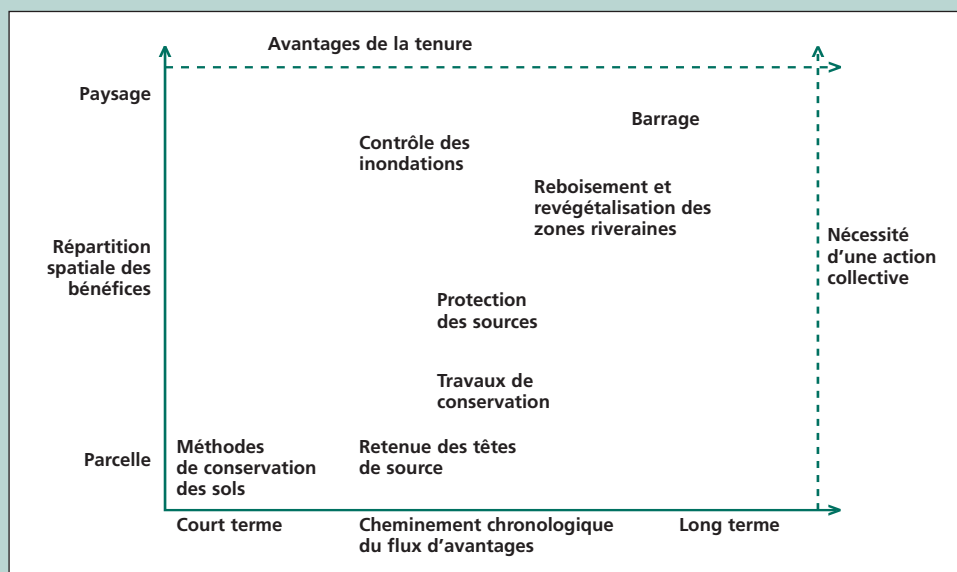 Avantages de la tenure
Paysage
Barrage
Contrôle des
inondations
Reboisement et
revégétalisation des
zones riveraines
Répartition
spatiale des
bénéfices
Nécessité
d'une action
collective
Protection
des sources
Travaux de
conservation
Parcelle
Méthodes
de conservation
des sols
Retenue des têtes
de source
Court terme
Cheminement chronologique
du flux d'avantages
Long terme